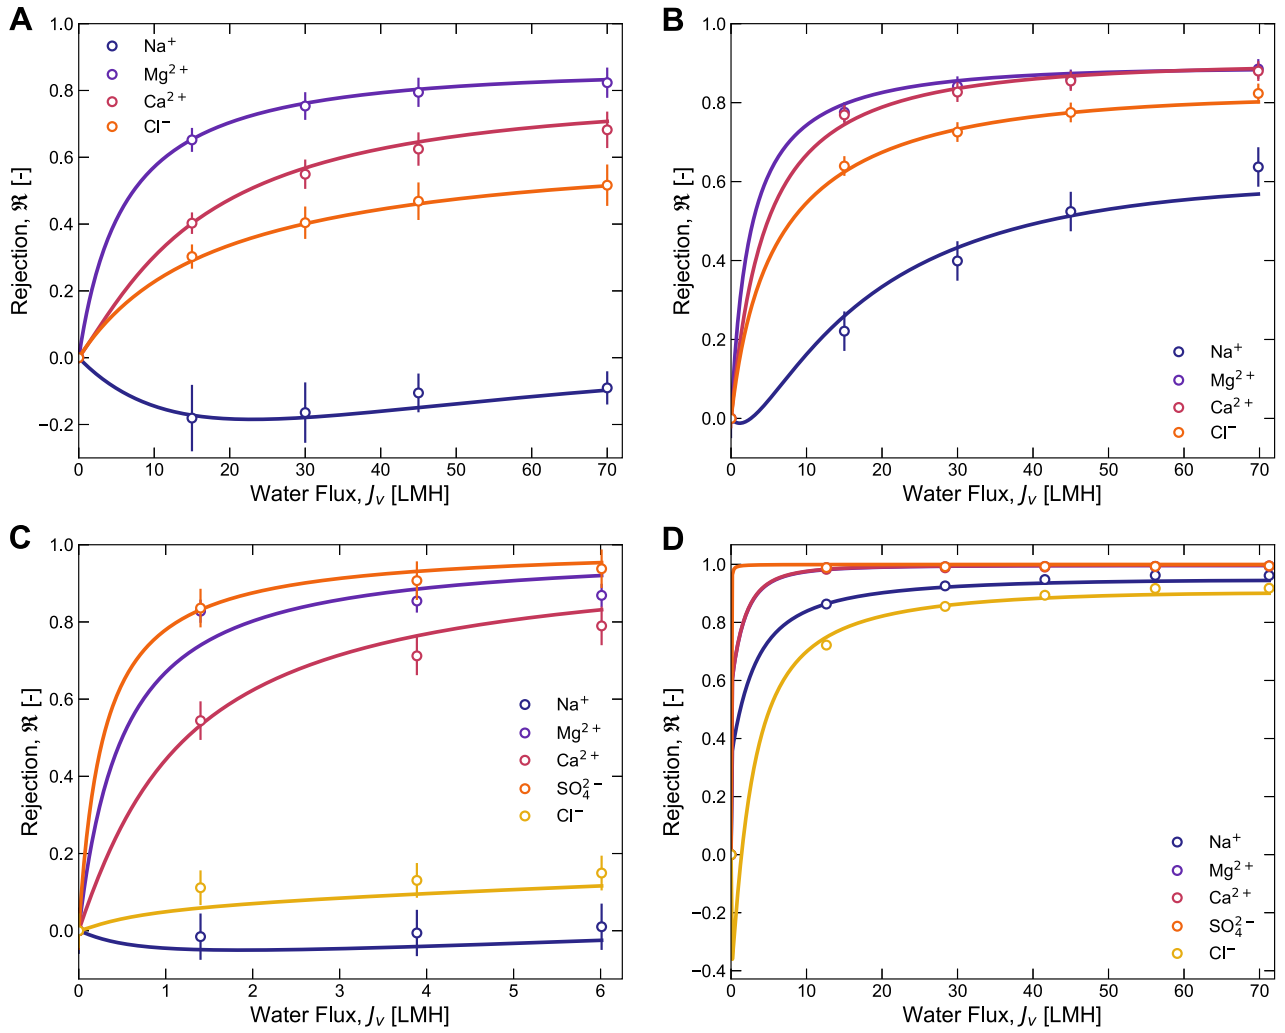 A
1.0
0.8
0.6
0.4
0.2
0.0
−0.2
Rejection, ℜ [-]
Na⁺
Mg²⁺
Ca²⁺
Cl⁻
0 10 20 30 40 50 60 70
Water Flux, Jᵥ [LMH]
B
1.0
0.8
0.6
0.4
0.2
0.0
Rejection, ℜ [-]
Na⁺
Mg²⁺
Ca²⁺
Cl⁻
0 10 20 30 40 50 60 70
Water Flux, Jᵥ [LMH]
C
1.0
0.8
0.6
0.4
0.2
0.0
Rejection, ℜ [-]
Na⁺
Mg²⁺
Ca²⁺
SO₄²⁻
Cl⁻
0 1 2 3 4 5 6
Water Flux, Jᵥ [LMH]
D
1.0
0.8
0.6
0.4
0.2
0.0
−0.2
−0.4
Rejection, ℜ [-]
Na⁺
Mg²⁺
Ca²⁺
SO₄²⁻
Cl⁻
0 10 20 30 40 50 60 70
Water Flux, Jᵥ [LMH]